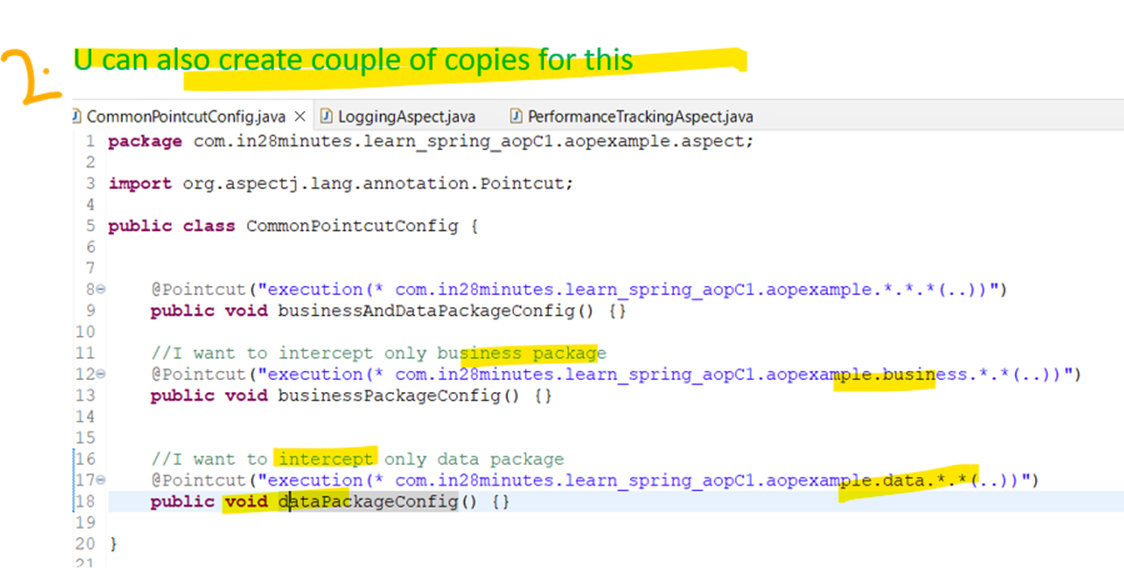 2.
U can also create couple of copies for this
CommonPointcutConfig.java × LoggingAspect.java PerformanceTrackingAspect.java
1 package com.in28minutes.learn_spring_aopC1.aopexample.aspect;
2
3 import org.aspectj.lang.annotation.Pointcut;
4
5 public class CommonPointcutConfig {
6
7
8 @Pointcut("execution(* com.in28minutes.learn_spring_aopC1.aopexample.*.*.*(..))")
9 public void businessAndDataPackageConfig() {}
10
11 //I want to intercept only business package
12 @Pointcut("execution(* com.in28minutes.learn_spring_aopC1.aopexample.business.*.*(..))")
13 public void businessPackageConfig() {}
14
15
16 //I want to intercept only data package
17 @Pointcut("execution(* com.in28minutes.learn_spring_aopC1.aopexample.data.*.*(..))")
18 public void dataPackageConfig() {}
19
20 }
21